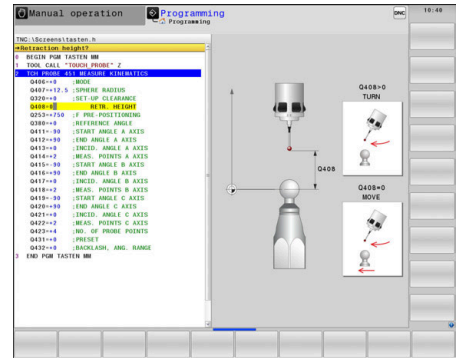 Manual operation
Programming
Programming
DNC
10:40
TNC:\Screens\tasten.h
→Retraction height?
0 BEGIN PGM TASTEN MM
1 TOOL CALL "TOUCH_PROBE" Z
2 TCH PROBE 451 MEASURE KINEMATICS
Q406=+0 ;MODE
Q407=+12.5 ;SPHERE RADIUS
Q320=+0 ;SET-UP CLEARANCE
Q408=0 RETR. HEIGHT
Q253=+750 ;F PRE-POSITIONING
Q380=+0 ;REFERENCE ANGLE
Q411=-90 ;START ANGLE A AXIS
Q412=+90 ;END ANGLE A AXIS
Q413=+0 ;INCID. ANGLE A AXIS
Q414=+2 ;MEAS. POINTS A AXIS
Q415=-90 ;START ANGLE B AXIS
Q416=+90 ;END ANGLE B AXIS
Q417=+0 ;INCID. ANGLE B AXIS
Q418=+2 ;MEAS. POINTS B AXIS
Q419=-90 ;START ANGLE C AXIS
Q420=+90 ;END ANGLE C AXIS
Q421=+0 ;INCID. ANGLE C AXIS
Q422=+2 ;MEAS. POINTS C AXIS
Q423=+4 ;NO. OF PROBE POINTS
Q431=+0 ;PRESET
Q432=+0 ;BACKLASH, ANG. RANGE
3 END PGM TASTEN MM
Q408
Q408>0
TURN
Q408=0
MOVE